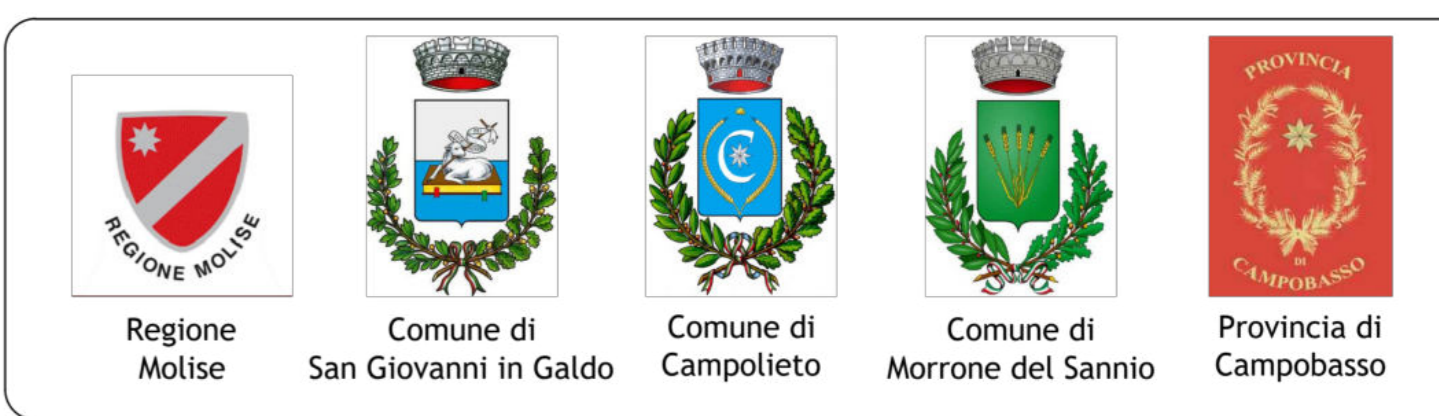 REGIONE MOLISE
C
PROVINCIA
DI
CAMPOBASSO
Regione
Molise
Comune di
San Giovanni in Galdo
Comune di
Campolieto
Comune di
Morrone del Sannio
Provincia di
Campobasso